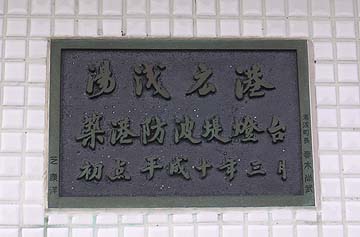 湯浅広港
築港防波堤燈台
初点 平成十年三月